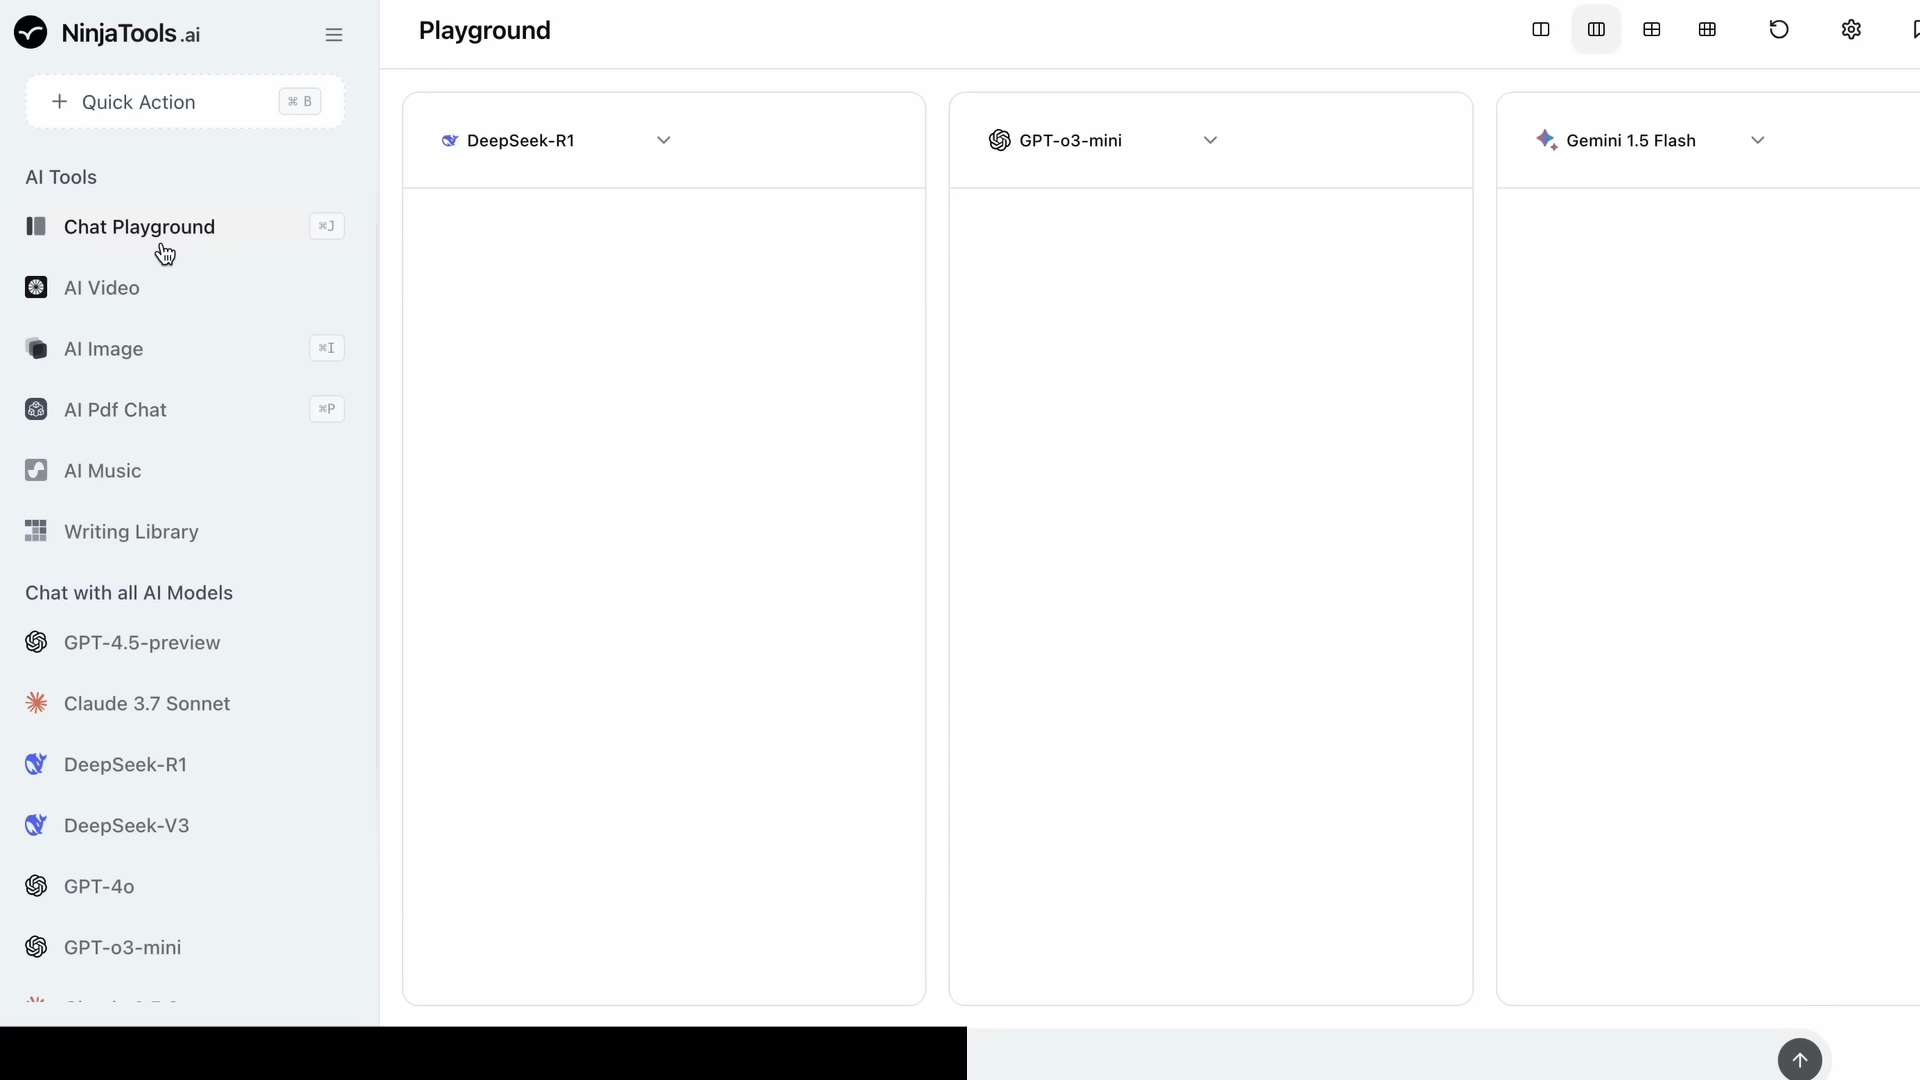 NinjaTools.ai
Playground
+ Quick Action ⌘ B
AI Tools
Chat Playground ⌘J
AI Video
AI Image ⌘I
AI Pdf Chat ⌘P
AI Music
Writing Library
Chat with all AI Models
GPT-4.5-preview
Claude 3.7 Sonnet
DeepSeek-R1
DeepSeek-V3
GPT-4o
GPT-o3-mini
DeepSeek-R1
GPT-o3-mini
Gemini 1.5 Flash